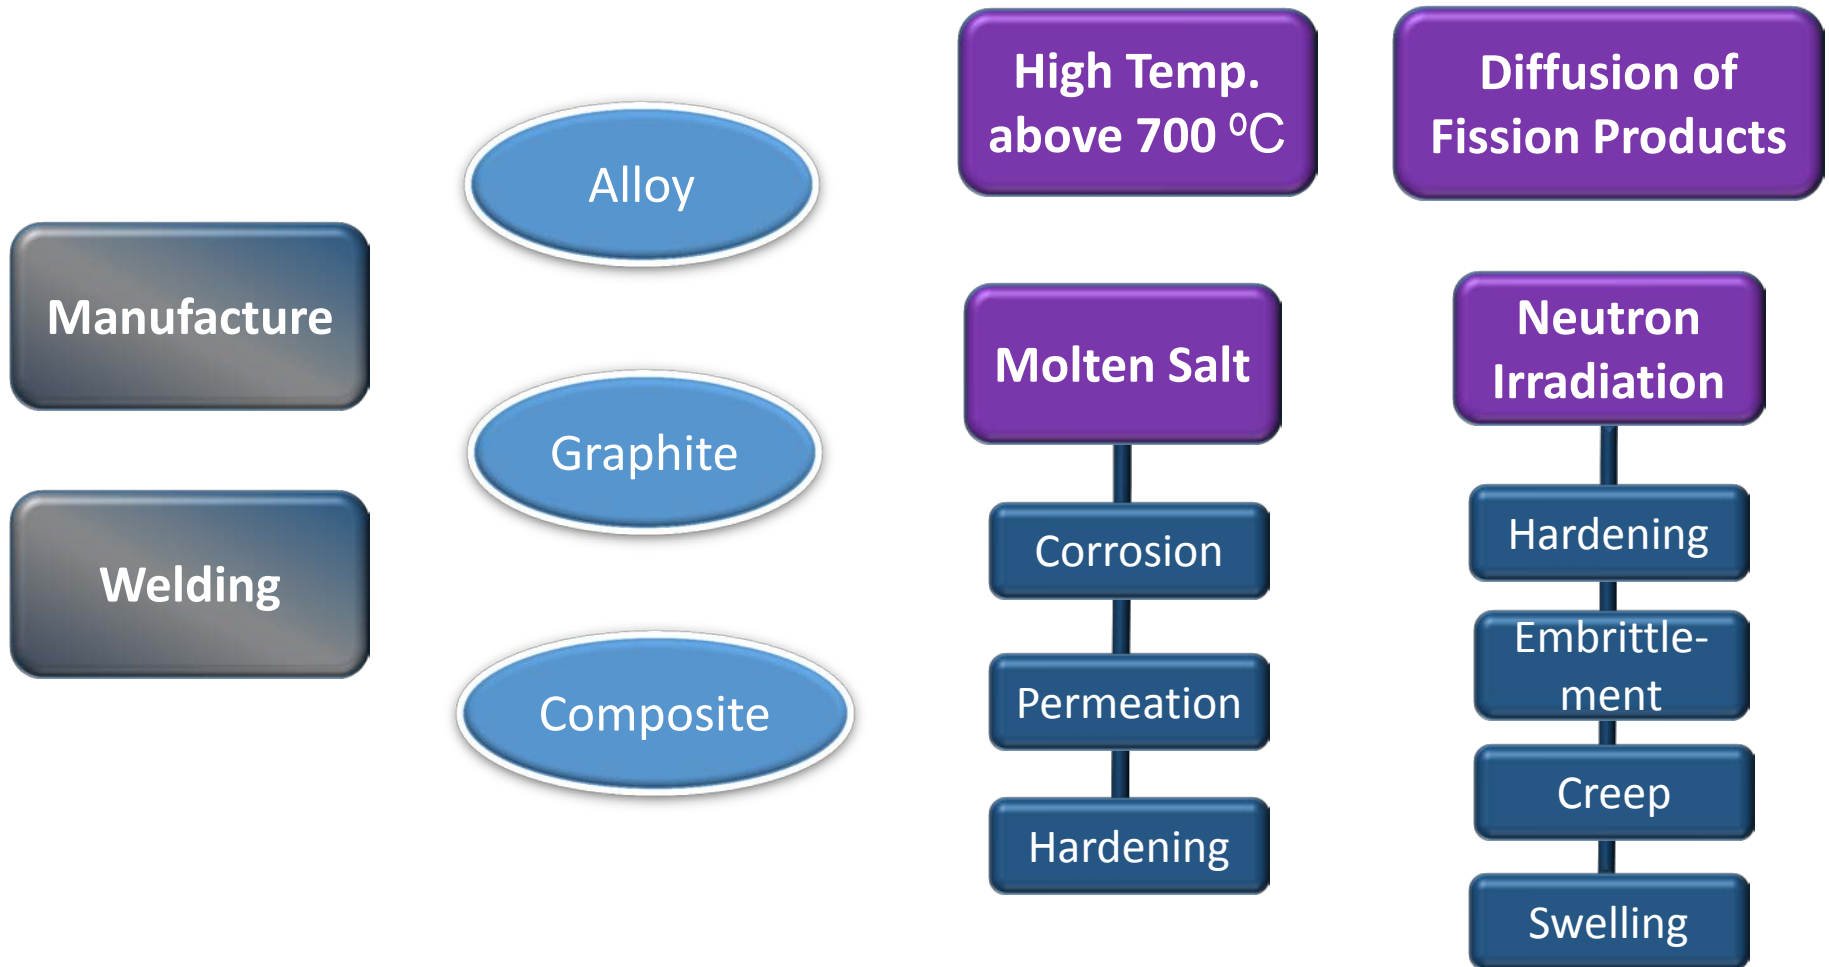 Manufacture
Welding
Alloy
Graphite
Composite
High Temp.
above 700 ⁰C
Molten Salt
Corrosion
Permeation
Hardening
Diffusion of
Fission Products
Neutron
Irradiation
Hardening
Embrittle-
ment
Creep
Swelling